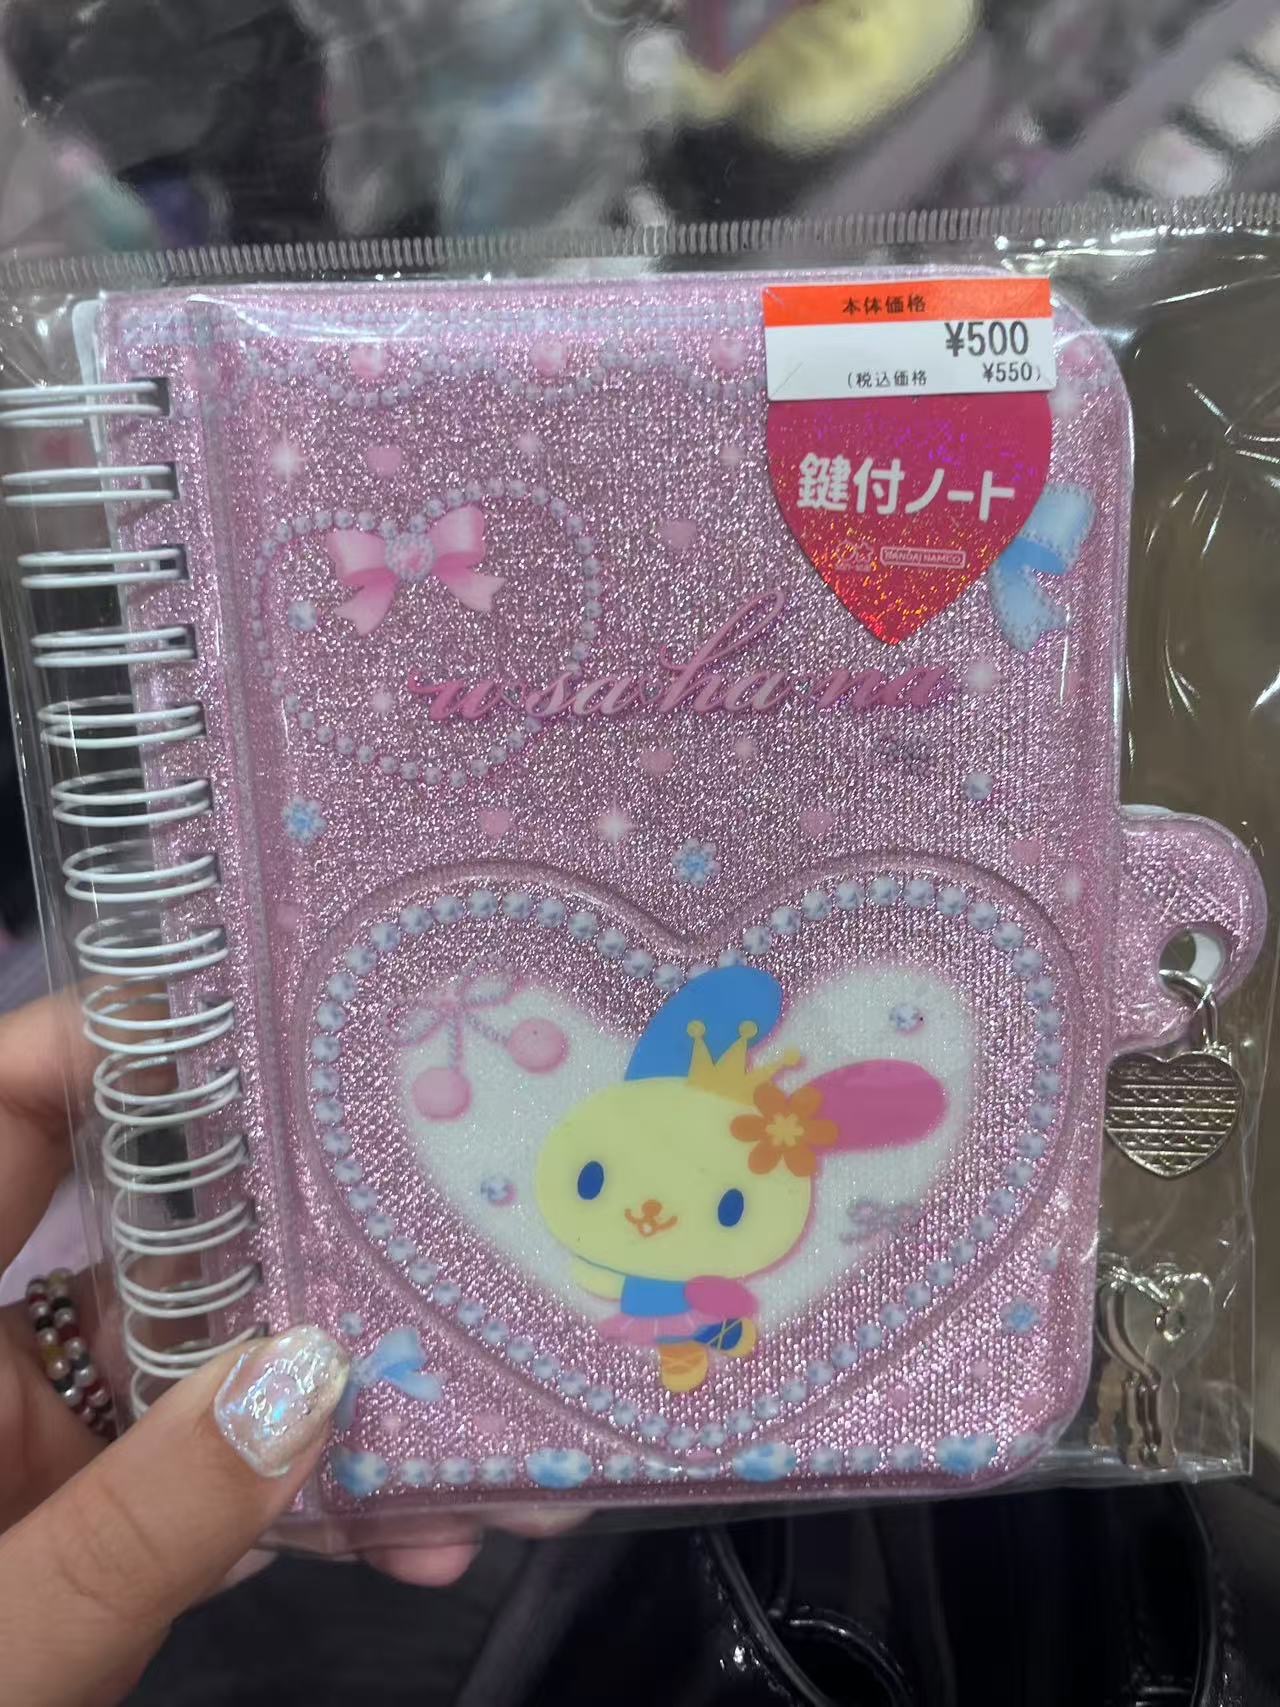 本体価格
¥500
(税込価格 ¥550)
鍵付ノート
BANDAI NAMCO
usahana